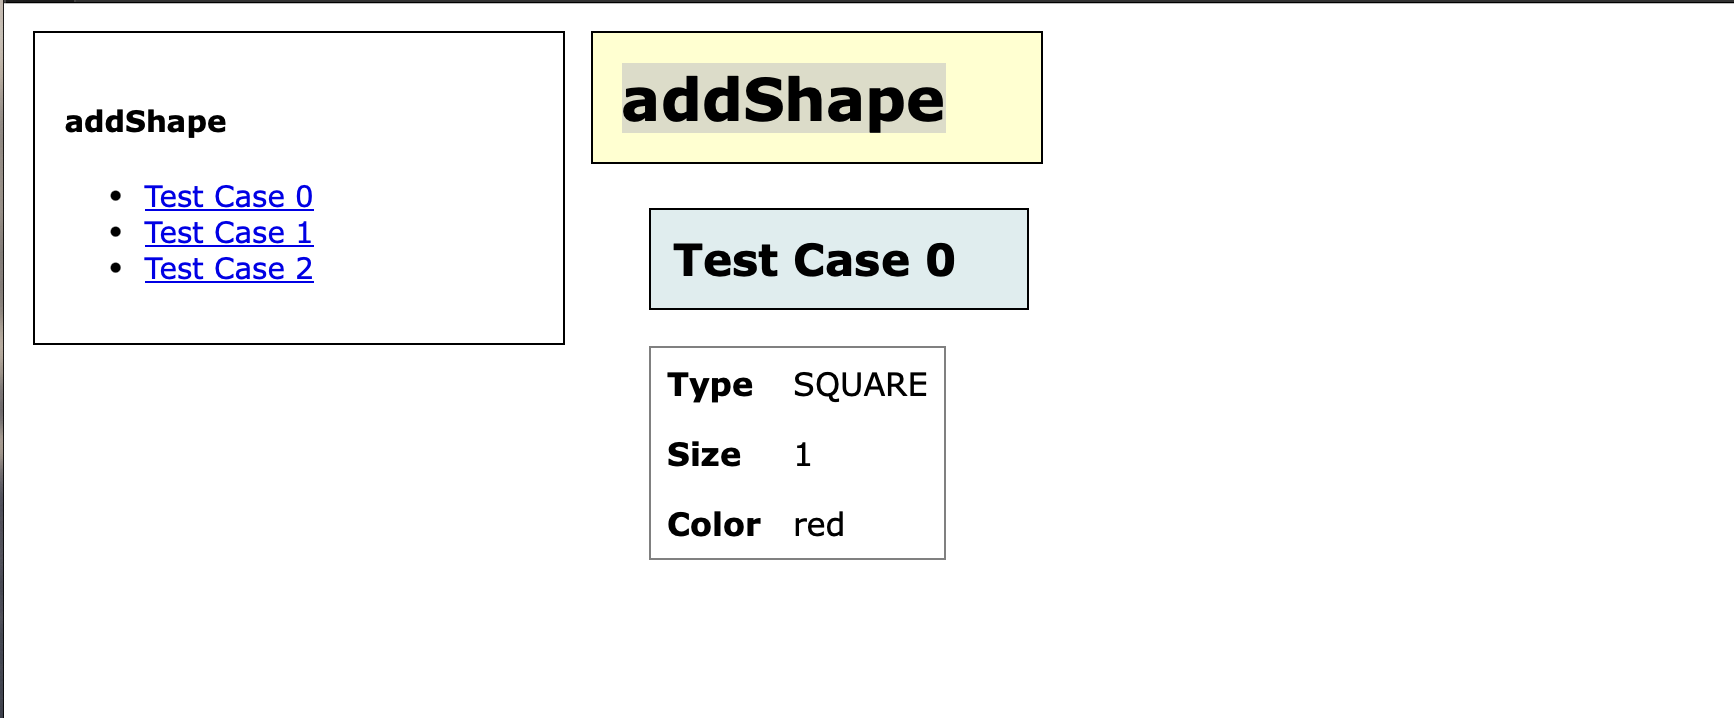 addShape
Test Case 0
Test Case 1
Test Case 2
addShape
Test Case 0
Type SQUARE
Size 1
Color red